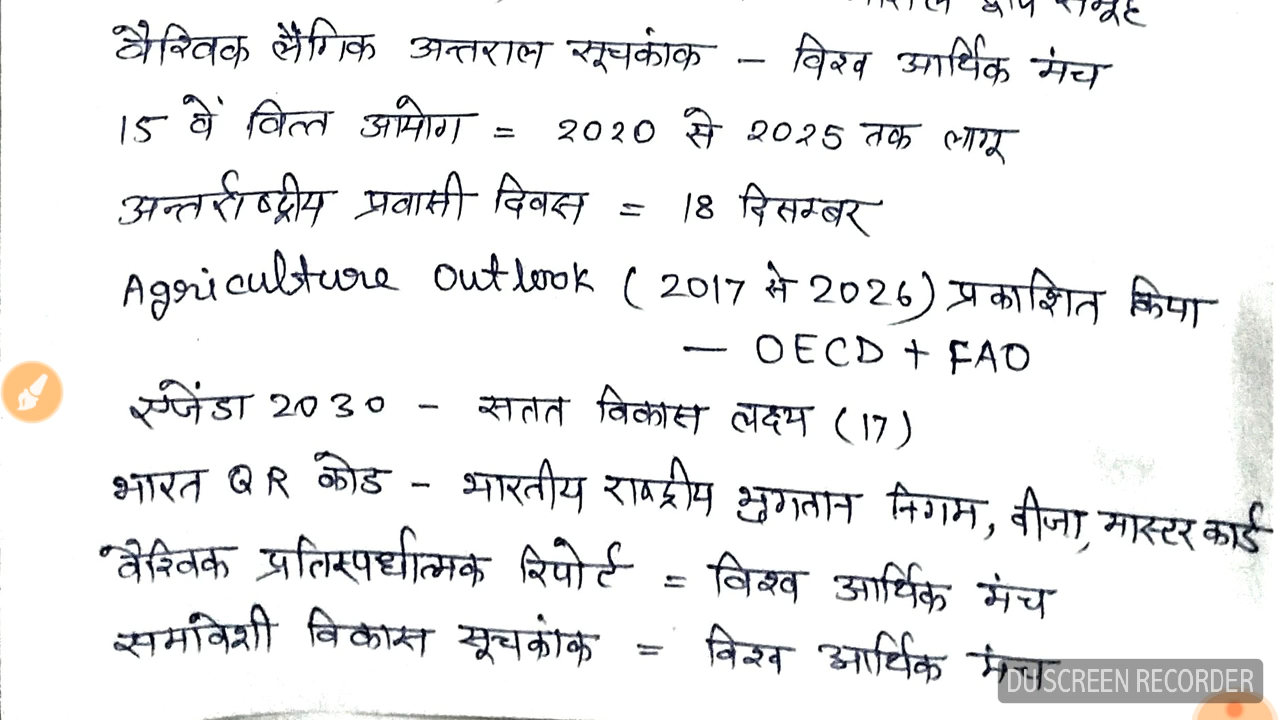 द्वीप समूह
वैश्विक लैंगिक अन्तराल सूचकांक – विश्व आर्थिक मंच
15 वें वित्त आयोग = 2020 से 2025 तक लागू
अन्तर्राष्ट्रीय प्रवासी दिवस = 18 दिसम्बर
Agriculture outlook (2017 से 2026) प्रकाशित किया
– OECD + FAO
एजेंडा 2030 – सतत विकास लक्ष्य (17)
भारत QR कोड – भारतीय राष्ट्रीय भुगतान निगम, वीजा, मास्टर कार्ड
वैश्विक प्रतिस्पर्धात्मक रिपोर्ट = विश्व आर्थिक मंच
समावेशी विकास सूचकांक = विश्व आर्थिक मंच
DU SCREEN RECORDER